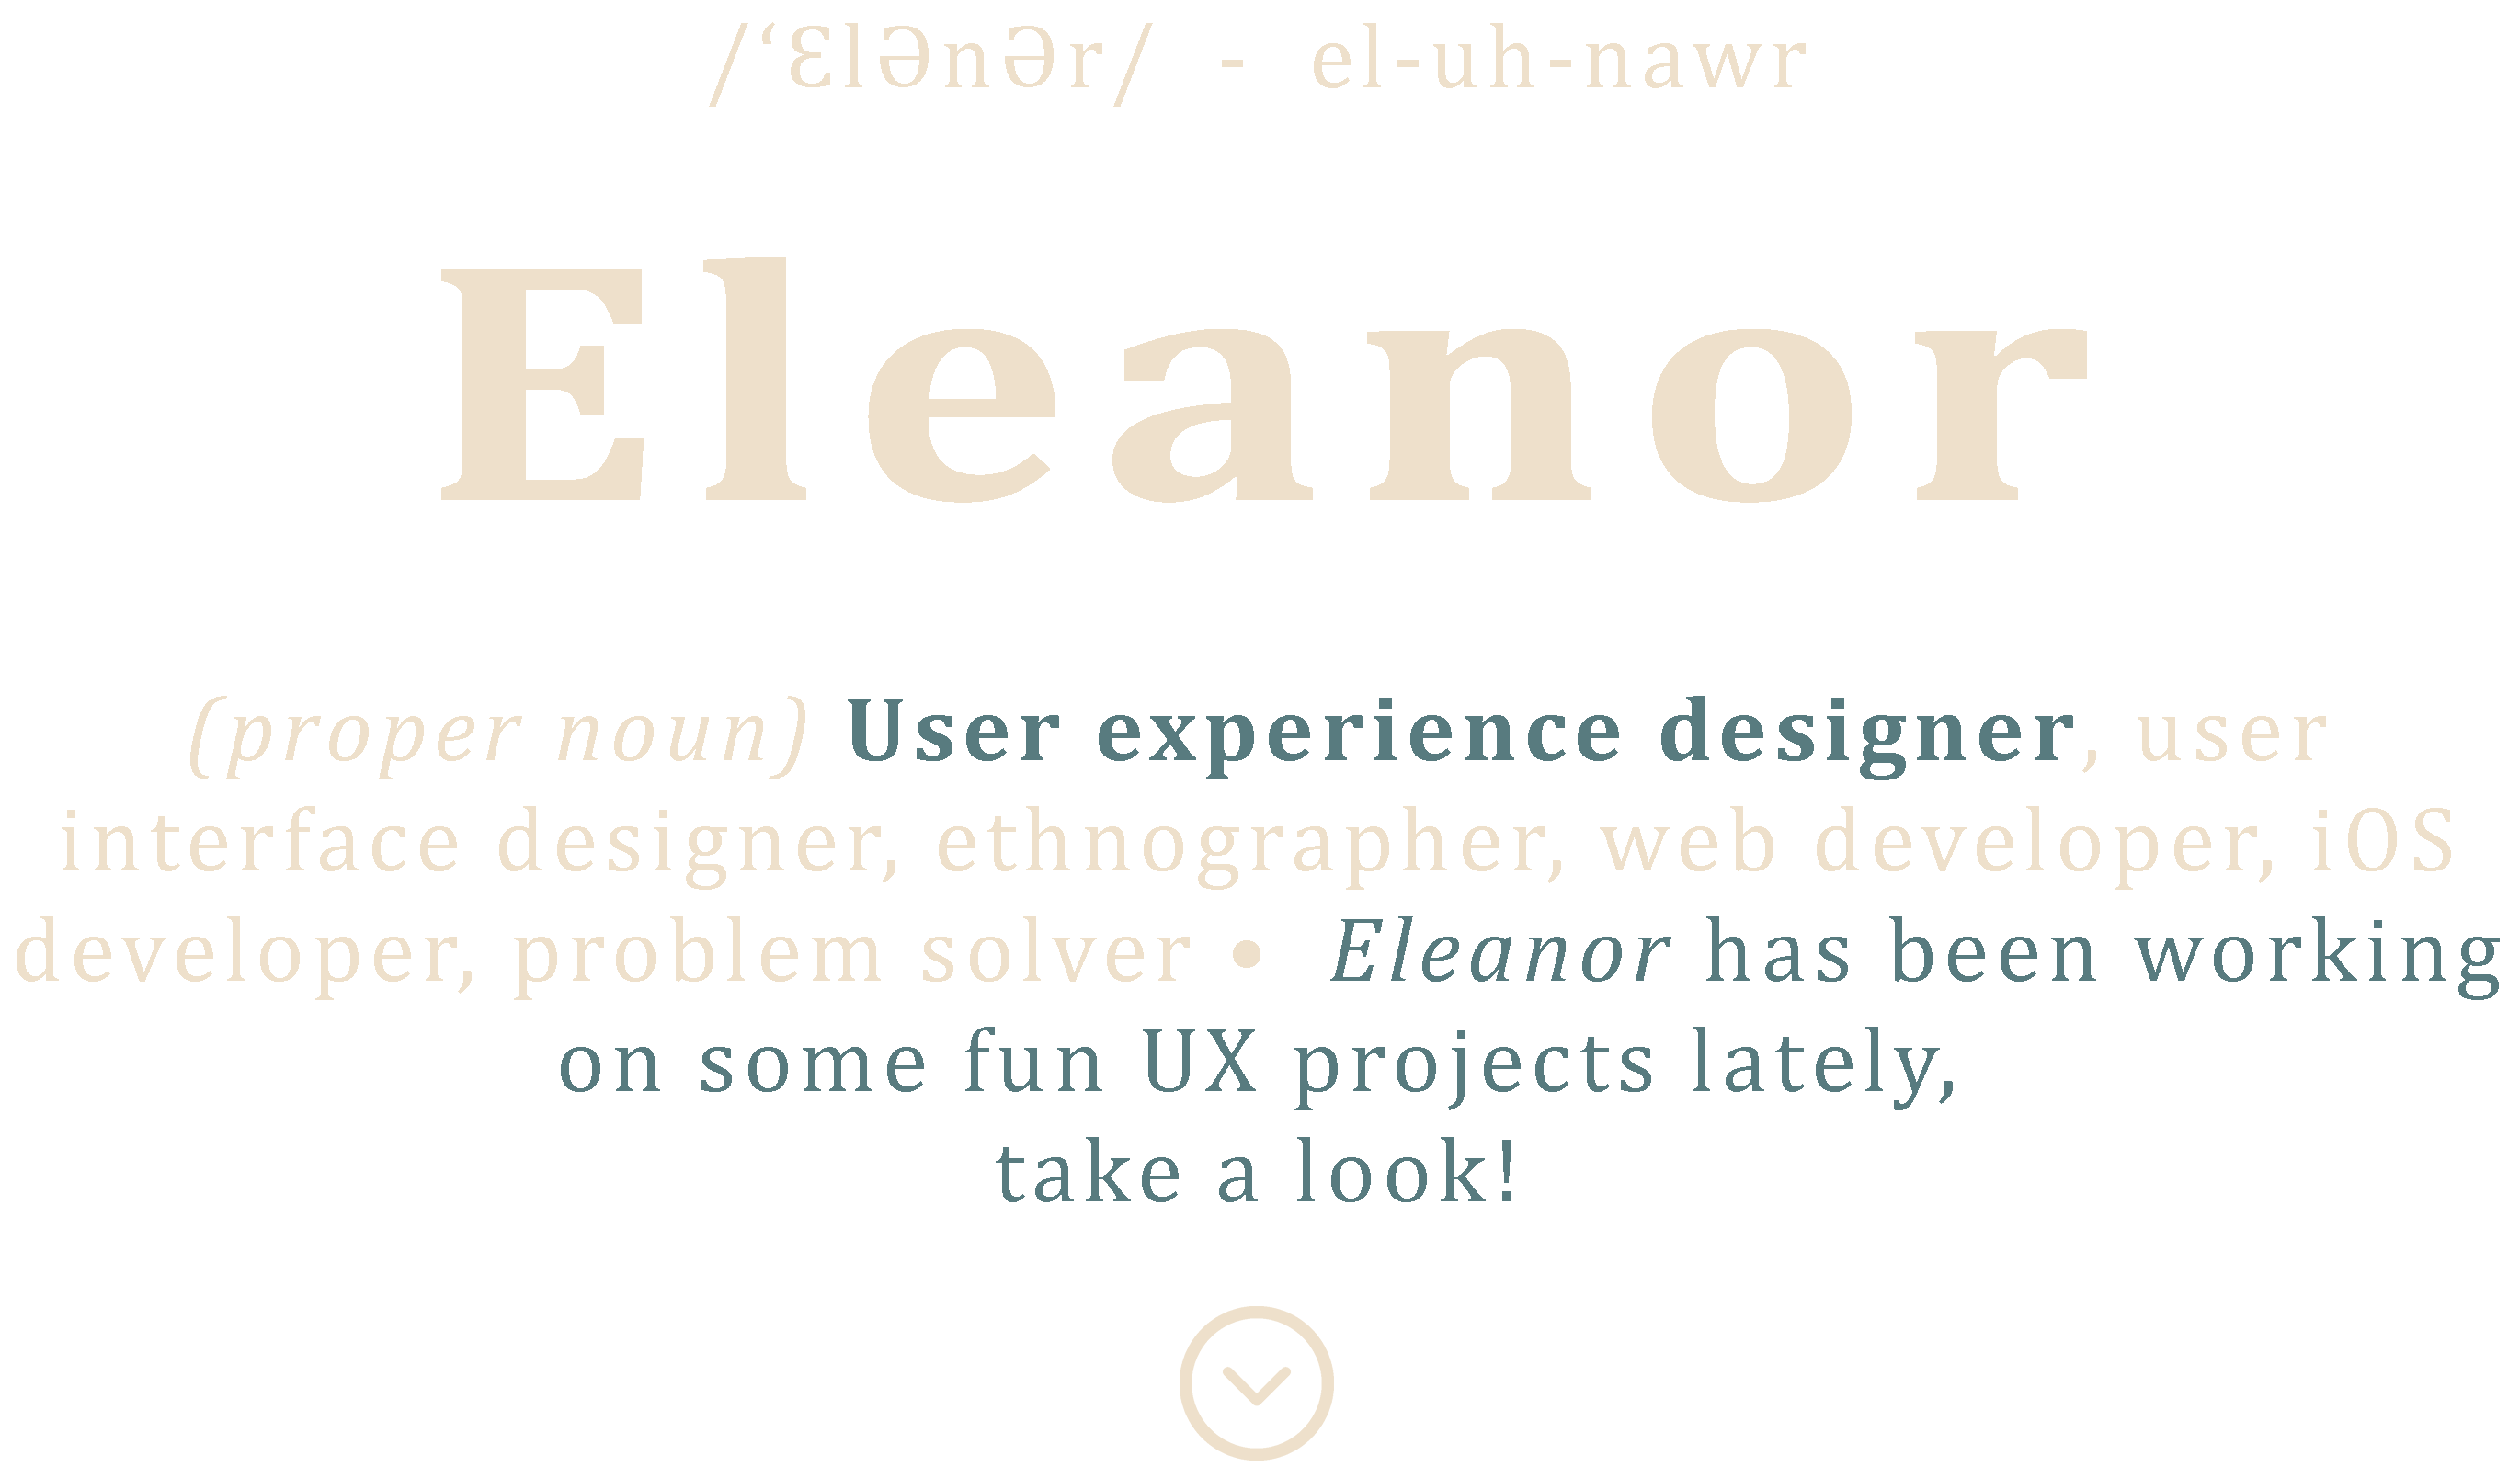 /‘Ɛlənər/ - el-uh-nawr
Eleanor
(proper noun) User experience designer, user
interface designer, ethnographer, web developer, iOS
developer, problem solver • Eleanor has been working
on some fun UX projects lately,
take a look!